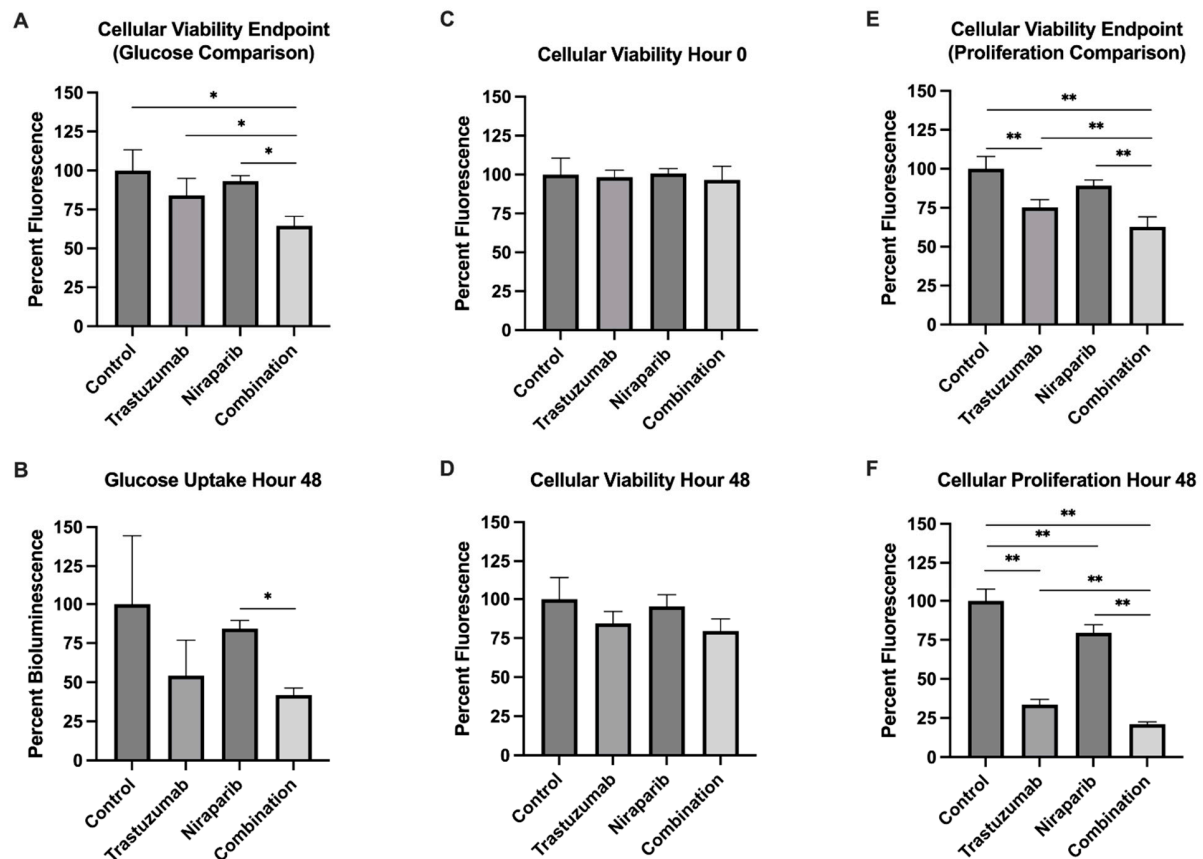 A
Cellular Viability Endpoint
(Glucose Comparison)
Percent Fluorescence
150
125
100
75
50
25
0
*
*
*
Control
Trastuzumab
Niraparib
Combination
C
Cellular Viability Hour 0
Percent Fluorescence
150
125
100
75
50
25
0
Control
Trastuzumab
Niraparib
Combination
E
Cellular Viability Endpoint
(Proliferation Comparison)
Percent Fluorescence
150
125
100
75
50
25
0
**
** **
**
Control
Trastuzumab
Niraparib
Combination
B
Glucose Uptake Hour 48
Percent Bioluminescence
150
125
100
75
50
25
0
*
Control
Trastuzumab
Niraparib
Combination
D
Cellular Viability Hour 48
Percent Fluorescence
150
125
100
75
50
25
0
Control
Trastuzumab
Niraparib
Combination
F
Cellular Proliferation Hour 48
Percent Fluorescence
150
125
100
75
50
25
0
**
**
**
**
**
Control
Trastuzumab
Niraparib
Combination